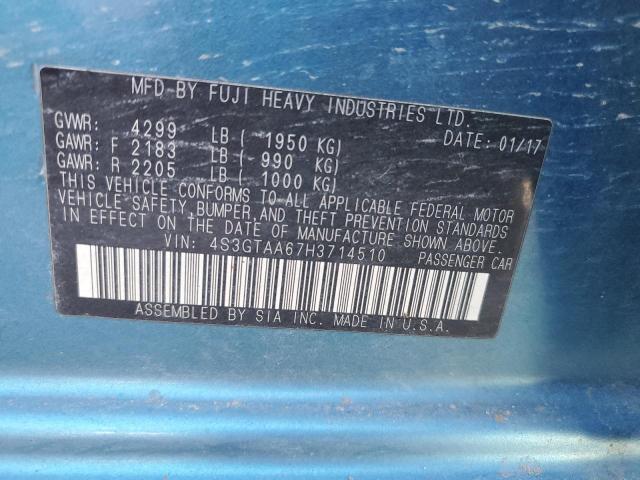 MFD BY FUJI HEAVY INDUSTRIES LTD.
GVWR: 4299 LB ( 1950 KG) DATE: 01/17
GAWR: F 2183 LB ( 990 KG)
GAWR: R 2205 LB ( 1000 KG)
THIS VEHICLE CONFORMS TO ALL APPLICABLE FEDERAL MOTOR
VEHICLE SAFETY, BUMPER, AND THEFT PREVENTION STANDARDS
IN EFFECT ON THE DATE OF MANUFACTURE SHOWN ABOVE.
VIN: 4S3GTAA67H3714510 PASSENGER CAR
ASSEMBLED BY SIA INC. MADE IN U.S.A.